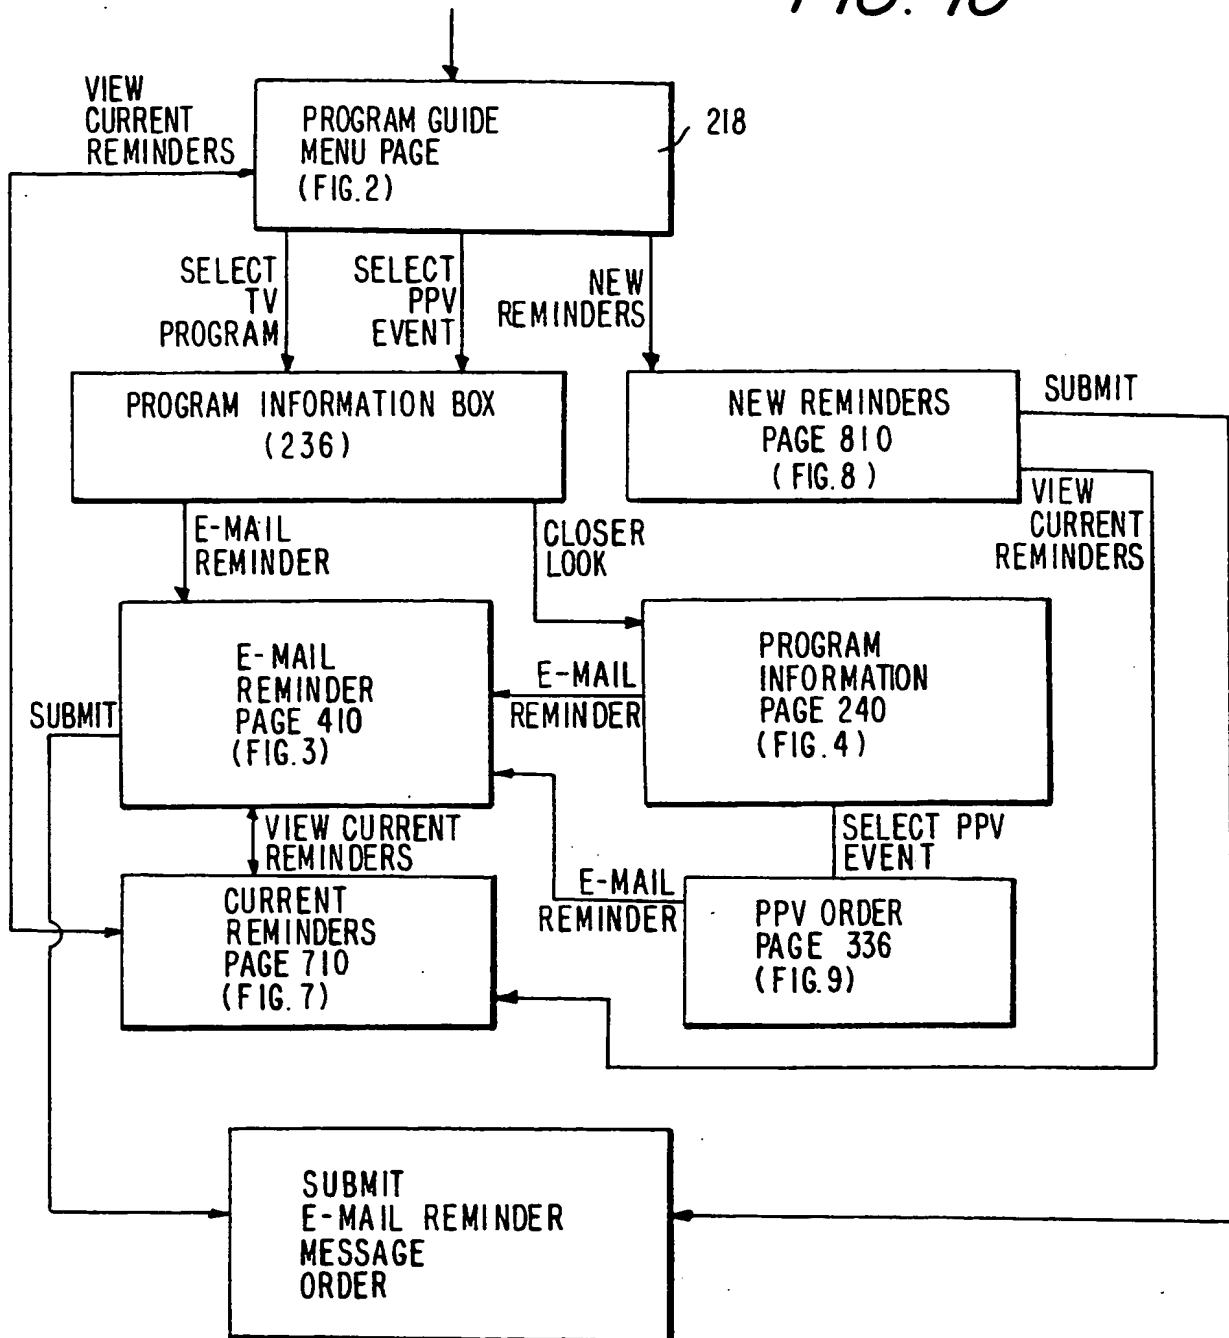 FIG. 10
VIEW
CURRENT
REMINDERS
PROGRAM GUIDE
MENU PAGE
(FIG.2)
218
SELECT
TV
PROGRAM
SELECT
PPV
EVENT
NEW
REMINDERS
PROGRAM INFORMATION BOX
(236)
NEW REMINDERS
PAGE 810
(FIG.8)
SUBMIT
VIEW
CURRENT
REMINDERS
E-MAIL
REMINDER
CLOSER
LOOK
E-MAIL
REMINDER
PAGE 410
(FIG.3)
E-MAIL
REMINDER
PROGRAM
INFORMATION
PAGE 240
(FIG.4)
SUBMIT
VIEW CURRENT
REMINDERS
SELECT PPV
EVENT
CURRENT
REMINDERS
PAGE 710
(FIG.7)
E-MAIL
REMINDER
PPV ORDER
PAGE 336
(FIG.9)
SUBMIT
E-MAIL REMINDER
MESSAGE
ORDER